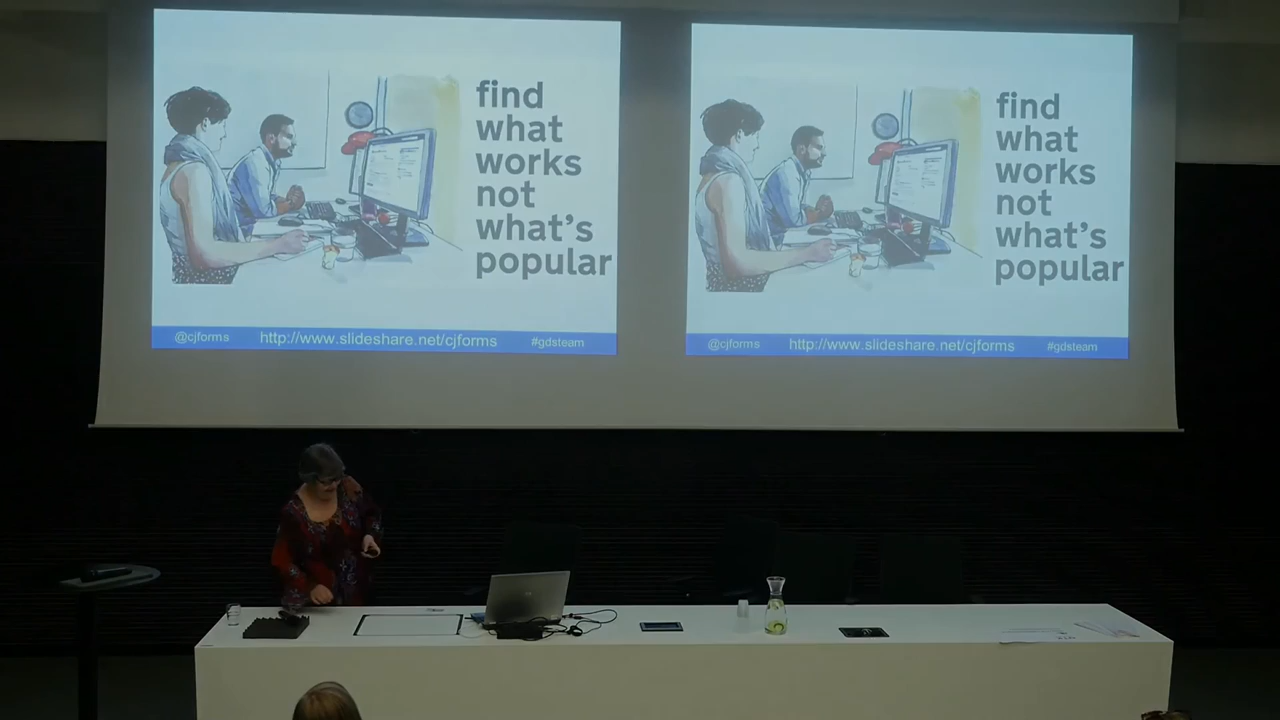 find
what
works
not
what's
popular
@cjforms http://www.slideshare.net/cjforms #gdsteam
find
what
works
not
what's
popular
@cjforms http://www.slideshare.net/cjforms #gdsteam